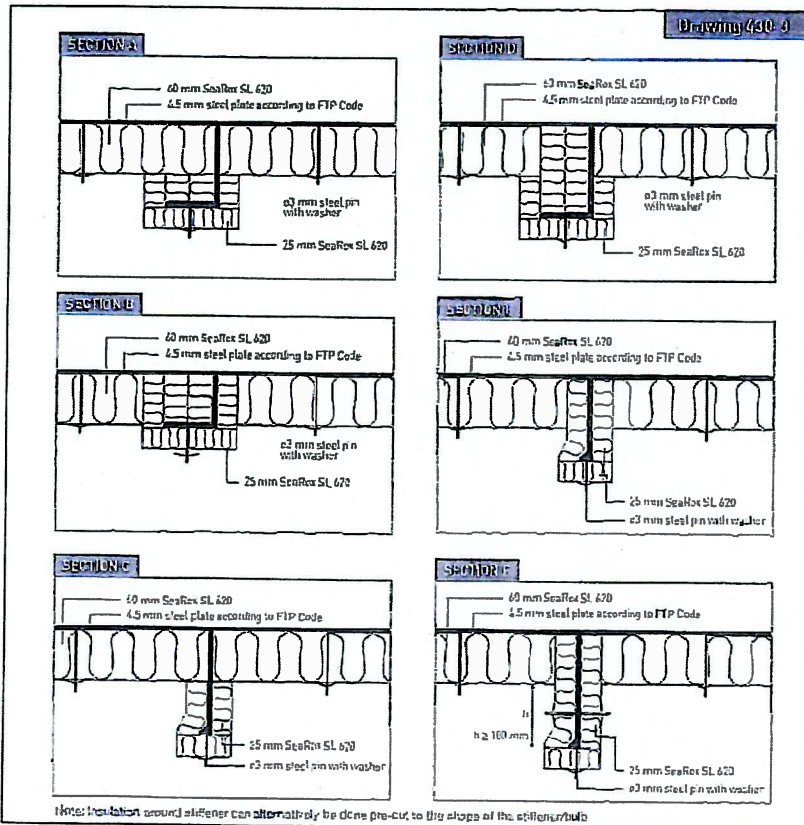 Drawing 430-3
SECTION A
60 mm SeaRox SL 620
4.5 mm steel plate according to FTP Code
ø3 mm steel pin
with washer
25 mm SeaRox SL 620
SECTION D
60 mm SeaRox SL 620
4.5 mm steel plate according to FTP Code
ø3 mm steel pin
with washer
25 mm SeaRox SL 620
SECTION B
60 mm SeaRox SL 620
4.5 mm steel plate according to FTP Code
ø3 mm steel pin
with washer
25 mm SeaRox SL 620
SECTION E
60 mm SeaRox SL 620
4.5 mm steel plate according to FTP Code
25 mm SeaRox SL 620
ø3 mm steel pin with washer
SECTION C
60 mm SeaRox SL 620
4.5 mm steel plate according to FTP Code
25 mm SeaRox SL 620
ø3 mm steel pin with washer
SECTION F
60 mm SeaRox SL 620
4.5 mm steel plate according to FTP Code
h
h ≥ 100 mm
25 mm SeaRox SL 620
ø3 mm steel pin with washer
Note: Insulation around stiffener can alternatively be done pre-cut to the shape of the stiffener/bulb